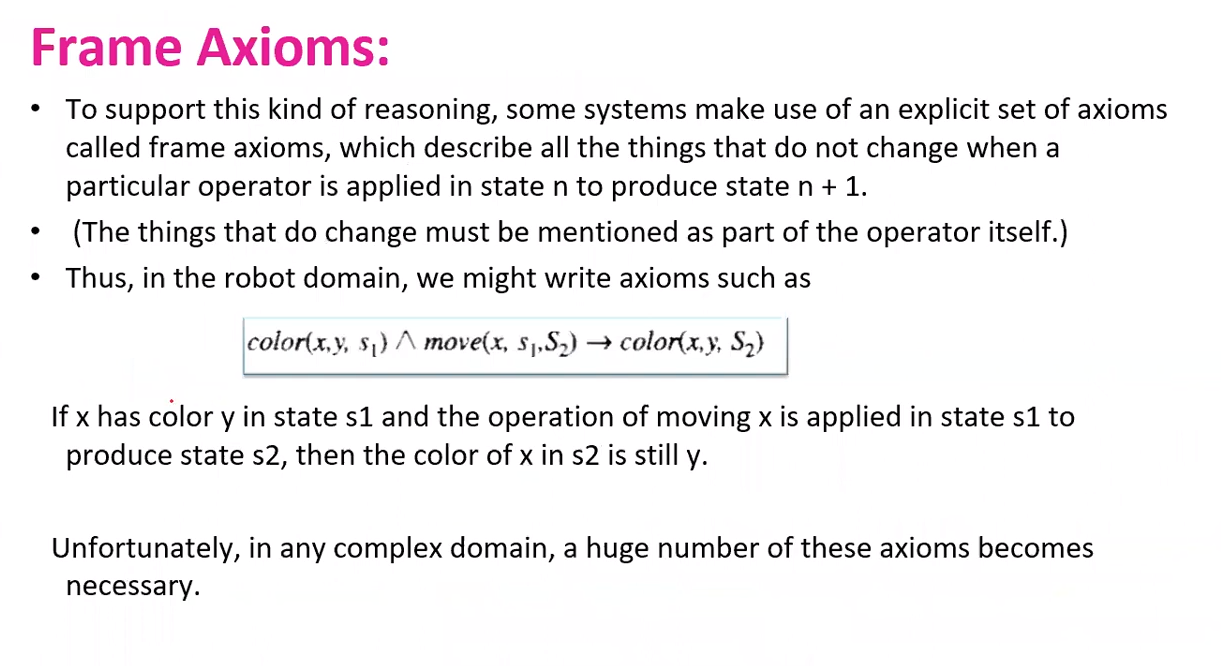 Frame Axioms:
• To support this kind of reasoning, some systems make use of an explicit set of axioms
called frame axioms, which describe all the things that do not change when a
particular operator is applied in state n to produce state n + 1.
• (The things that do change must be mentioned as part of the operator itself.)
• Thus, in the robot domain, we might write axioms such as
color(x,y, s₁) ∧ move(x, s₁,S₂) → color(x,y, S₂)
If x has color y in state s1 and the operation of moving x is applied in state s1 to
produce state s2, then the color of x in s2 is still y.
Unfortunately, in any complex domain, a huge number of these axioms becomes
necessary.